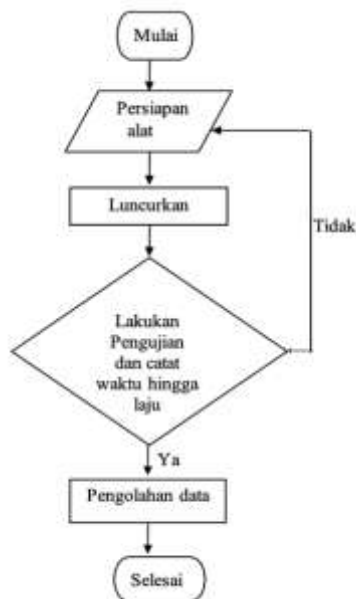 Mulai
Persiapan
alat
Luncurkan
Tidak
Lakukan
Pengujian
dan catat
waktu hingga
laju
Ya
Pengolahan data
Selesai